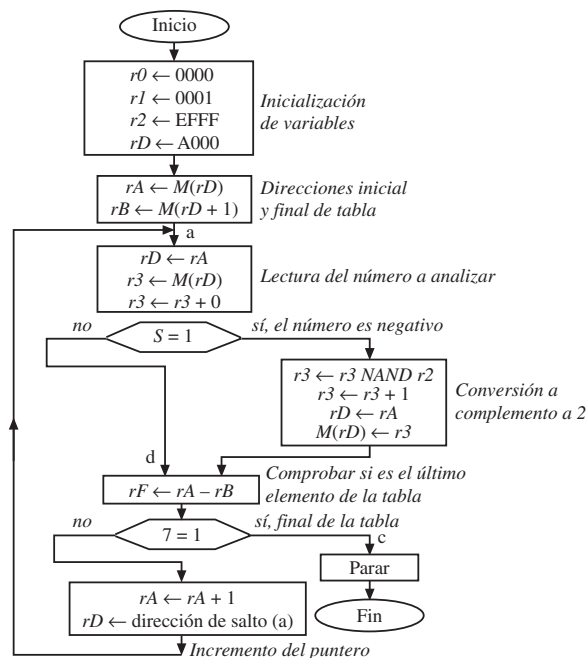 Inicio
r0 ← 0000
r1 ← 0001
r2 ← EFFF
rD ← A000
Inicialización
de variables
rA ← M(rD)
rB ← M(rD + 1)
Direcciones inicial
y final de tabla
a
rD ← rA
r3 ← M(rD)
r3 ← r3 + 0
Lectura del número a analizar
no
S = 1
sí, el número es negativo
r3 ← r3 NAND r2
r3 ← r3 + 1
rD ← rA
M(rD) ← r3
Conversión a
complemento a 2
d
rF ← rA – rB
Comprobar si es el último
elemento de la tabla
no
7 = 1
sí, final de la tabla
c
Parar
rA ← rA + 1
rD ← dirección de salto (a)
Fin
Incremento del puntero